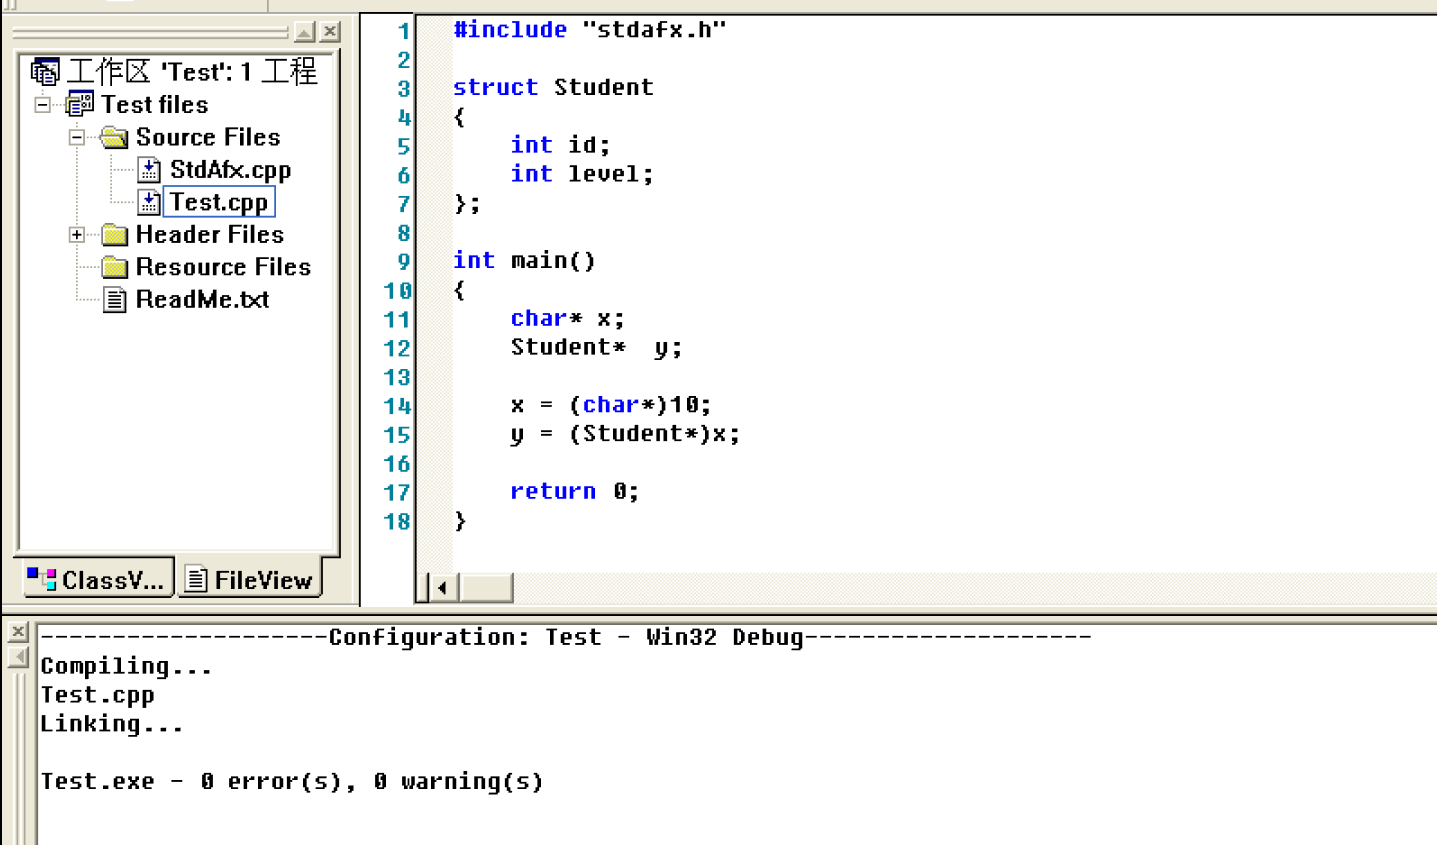 工作区 'Test': 1 工程
Test files
Source Files
StdAfx.cpp
Test.cpp
Header Files
Resource Files
ReadMe.txt
ClassV...
FileView
1 #include "stdafx.h"
2
3 struct Student
4 {
5 int id;
6 int level;
7 };
8
9 int main()
10 {
11 char* x;
12 Student*  y;
13
14 x = (char*)10;
15 y = (Student*)x;
16
17 return 0;
18 }
--------------------Configuration: Test - Win32 Debug--------------------
Compiling...
Test.cpp
Linking...
Test.exe - 0 error(s), 0 warning(s)